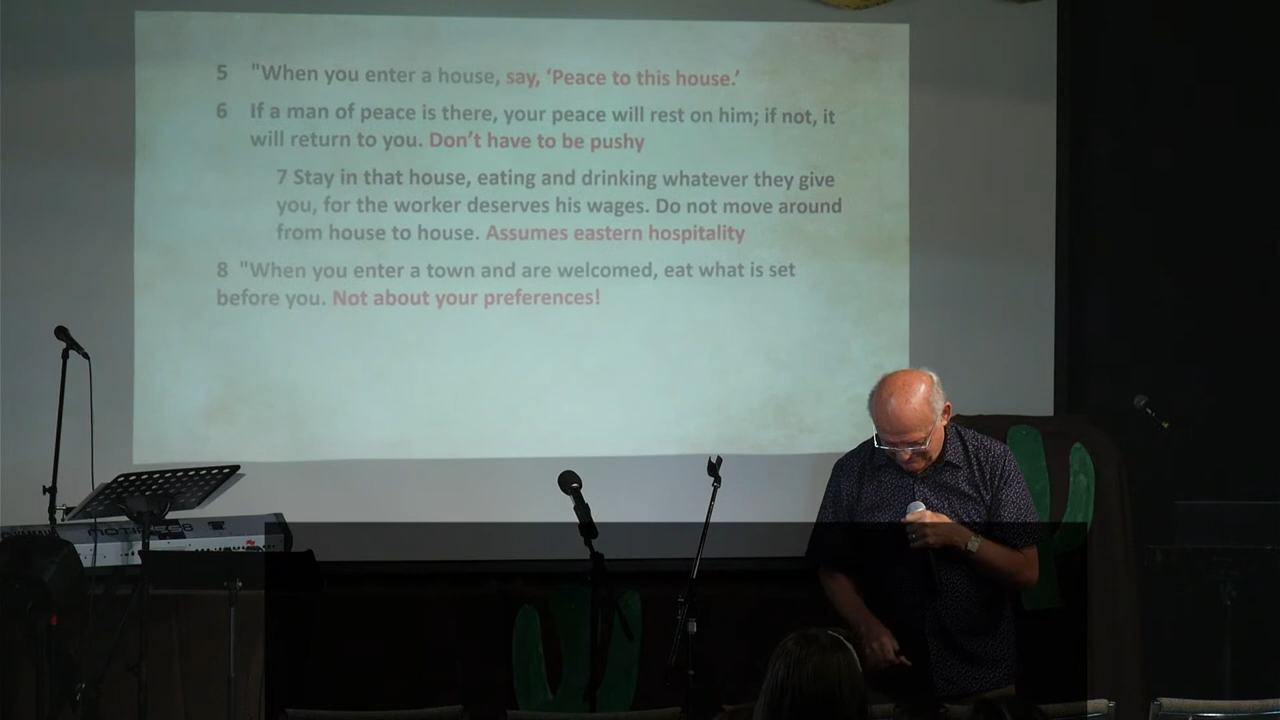 5 "When you enter a house, say, ‘Peace to this house.’
6 If a man of peace is there, your peace will rest on him; if not, it
will return to you. Don’t have to be pushy
7 Stay in that house, eating and drinking whatever they give
you, for the worker deserves his wages. Do not move around
from house to house. Assumes eastern hospitality
8 "When you enter a town and are welcomed, eat what is set
before you. Not about your preferences!